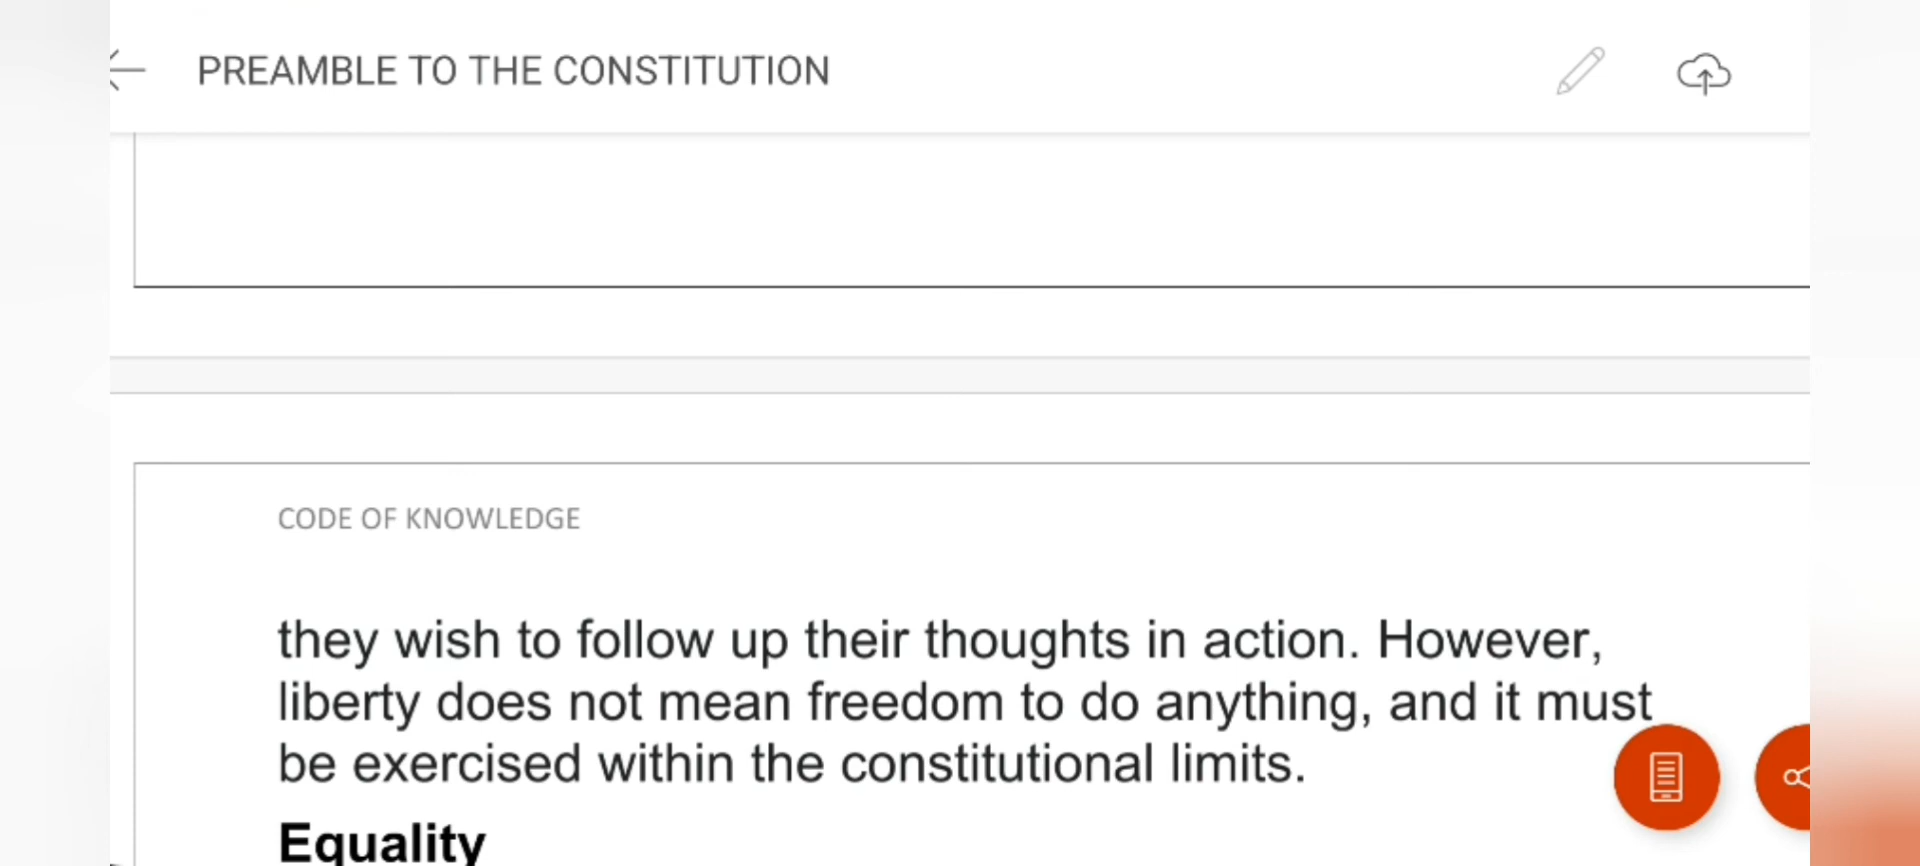 PREAMBLE TO THE CONSTITUTION
CODE OF KNOWLEDGE
they wish to follow up their thoughts in action. However,
liberty does not mean freedom to do anything, and it must
be exercised within the constitutional limits.
Equality